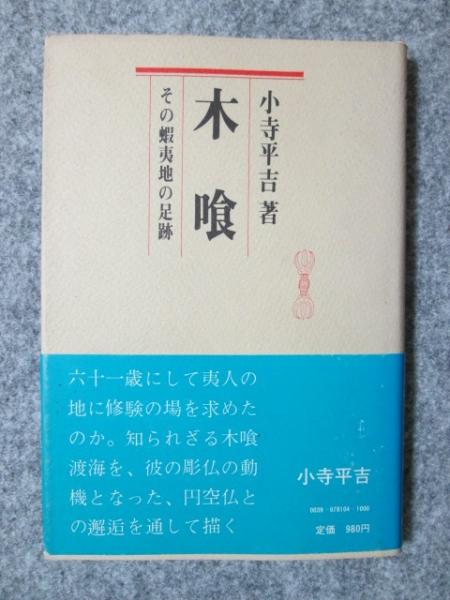 小寺平吉 著
木喰
その蝦夷地の足跡
六十一歳にして夷人の
地に修験の場を求めた
のか。知られざる木喰
渡海を、彼の彫仏の動
機となった、円空仏と
の邂逅を通して描く
小寺平吉
0039-078104-1000
定価 980円